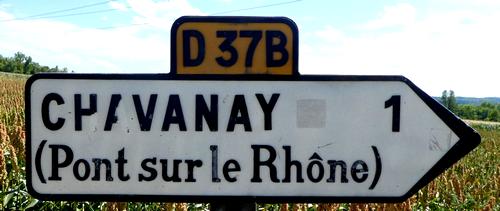 D 37B
CHAVANAY 1
(Pont sur le Rhône)